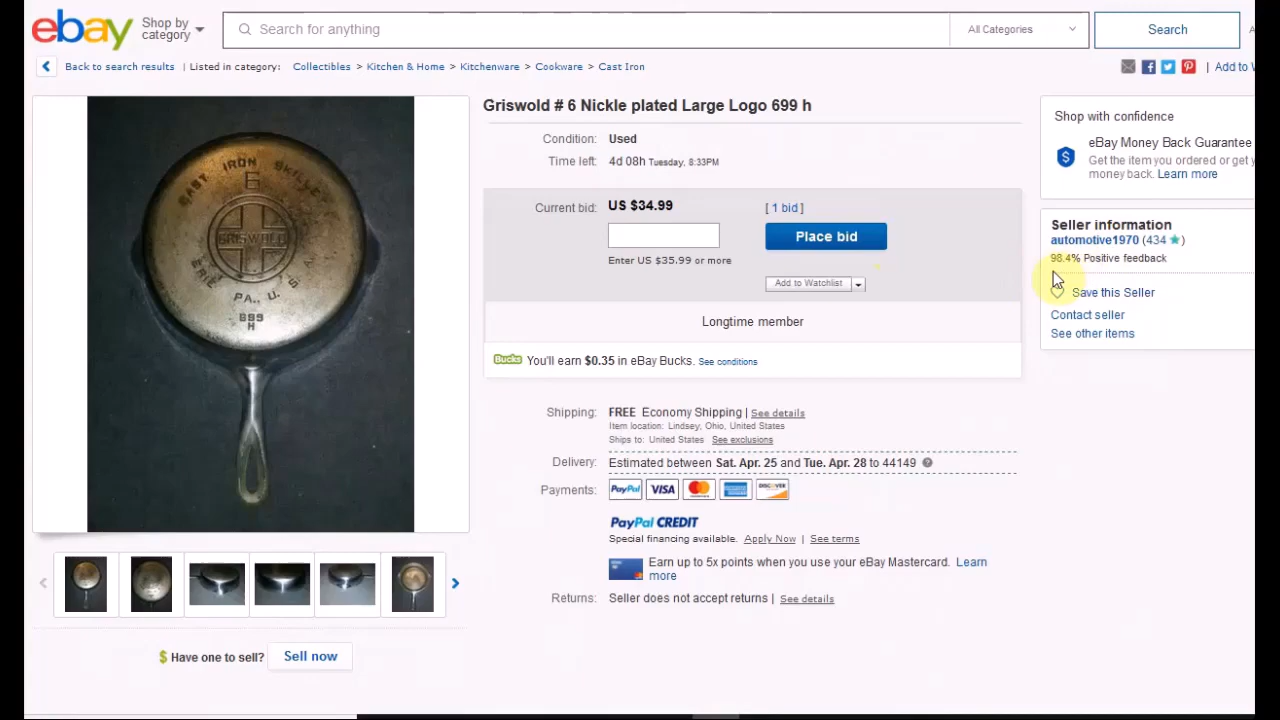 ebay
Shop by
category
Search for anything
All Categories
Search
Back to search results | Listed in category: Collectibles > Kitchen & Home > Kitchenware > Cookware > Cast Iron
| Add to W
CAST IRON SKILLET
6
GRISWOLD
ERIE PA., U.S.A.
699
H
Griswold # 6 Nickle plated Large Logo 699 h
Condition: Used
Time left: 4d 08h Tuesday, 8:33PM
Current bid: US $34.99 [ 1 bid ]
Place bid
Enter US $35.99 or more
Add to Watchlist
Longtime member
Bucks You'll earn $0.35 in eBay Bucks. See conditions
Shipping: FREE Economy Shipping | See details
Item location: Lindsey, Ohio, United States
Ships to: United States See exclusions
Delivery: Estimated between Sat. Apr. 25 and Tue. Apr. 28 to 44149
Payments: PayPal VISA MasterCard AMERICAN EXPRESS DISCOVER
PayPal CREDIT
Special financing available. Apply Now | See terms
Earn up to 5x points when you use your eBay Mastercard. Learn
more
Returns: Seller does not accept returns | See details
Shop with confidence
eBay Money Back Guarantee
Get the item you ordered or get y
money back. Learn more
Seller information
automotive1970 (434 ★)
98.4% Positive feedback
Save this Seller
Contact seller
See other items
$ Have one to sell? Sell now